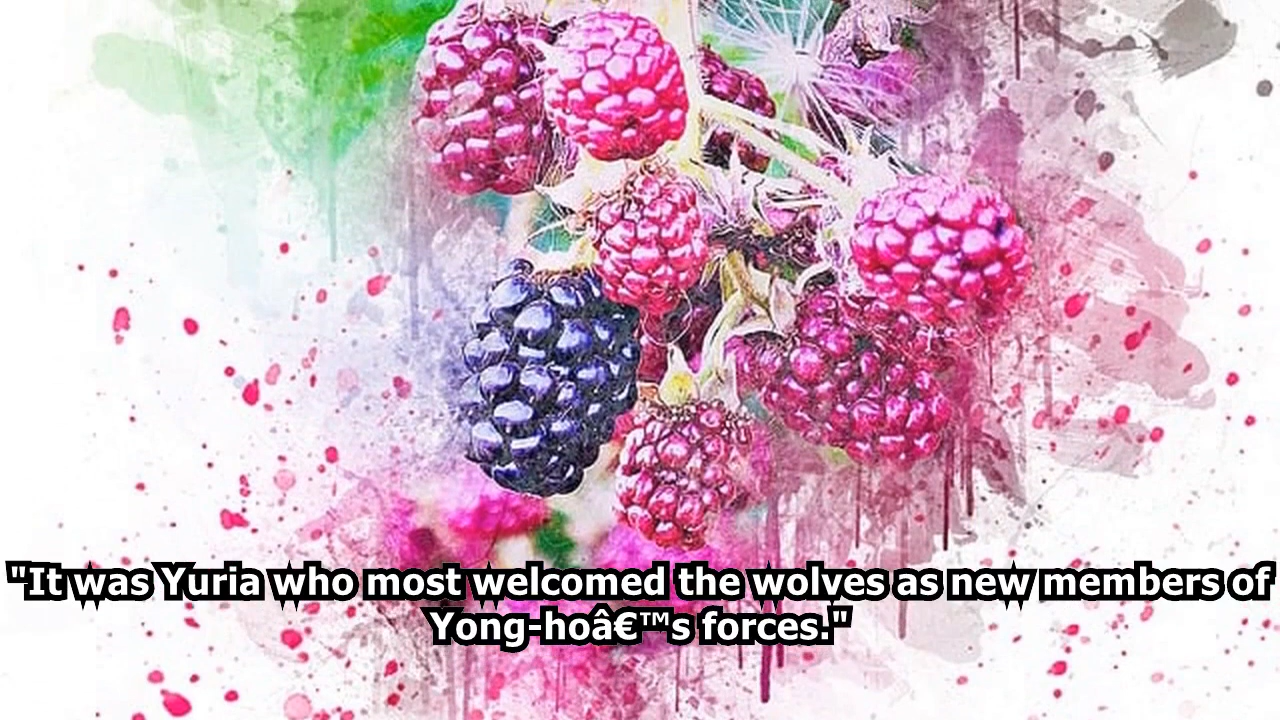 "It was Yuria who most welcomed the wolves as new members of
Yong-hoâ€™s forces."